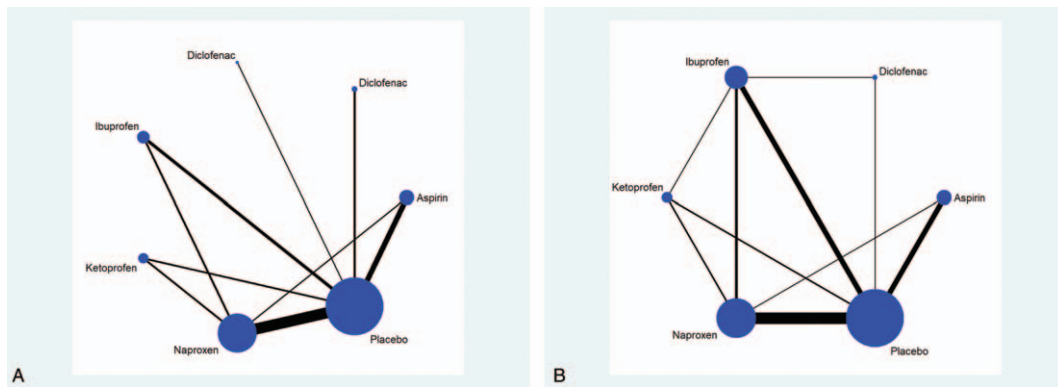 Diclofenac
Diclofenac
Ibuprofen
Aspirin
Ketoprofen
Naproxen
Placebo
A
Ibuprofen
Diclofenac
Ketoprofen
Aspirin
Naproxen
Placebo
B